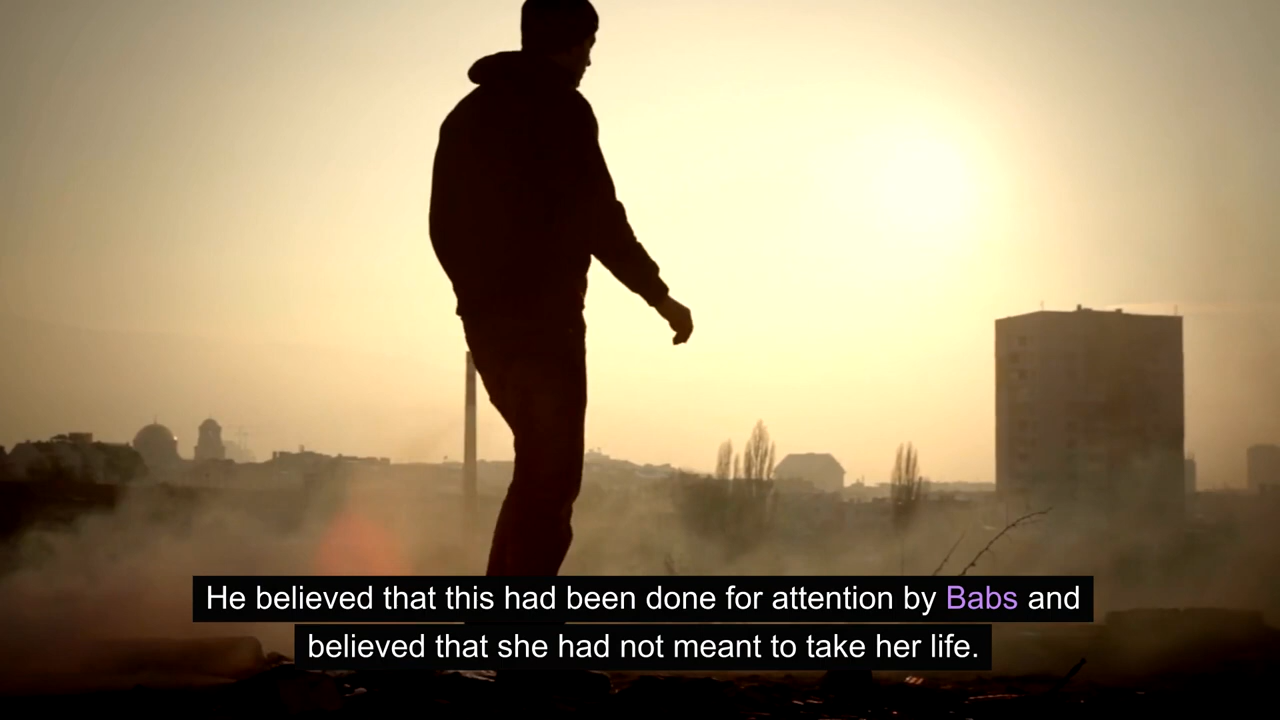 He believed that this had been done for attention by Babs and
believed that she had not meant to take her life.